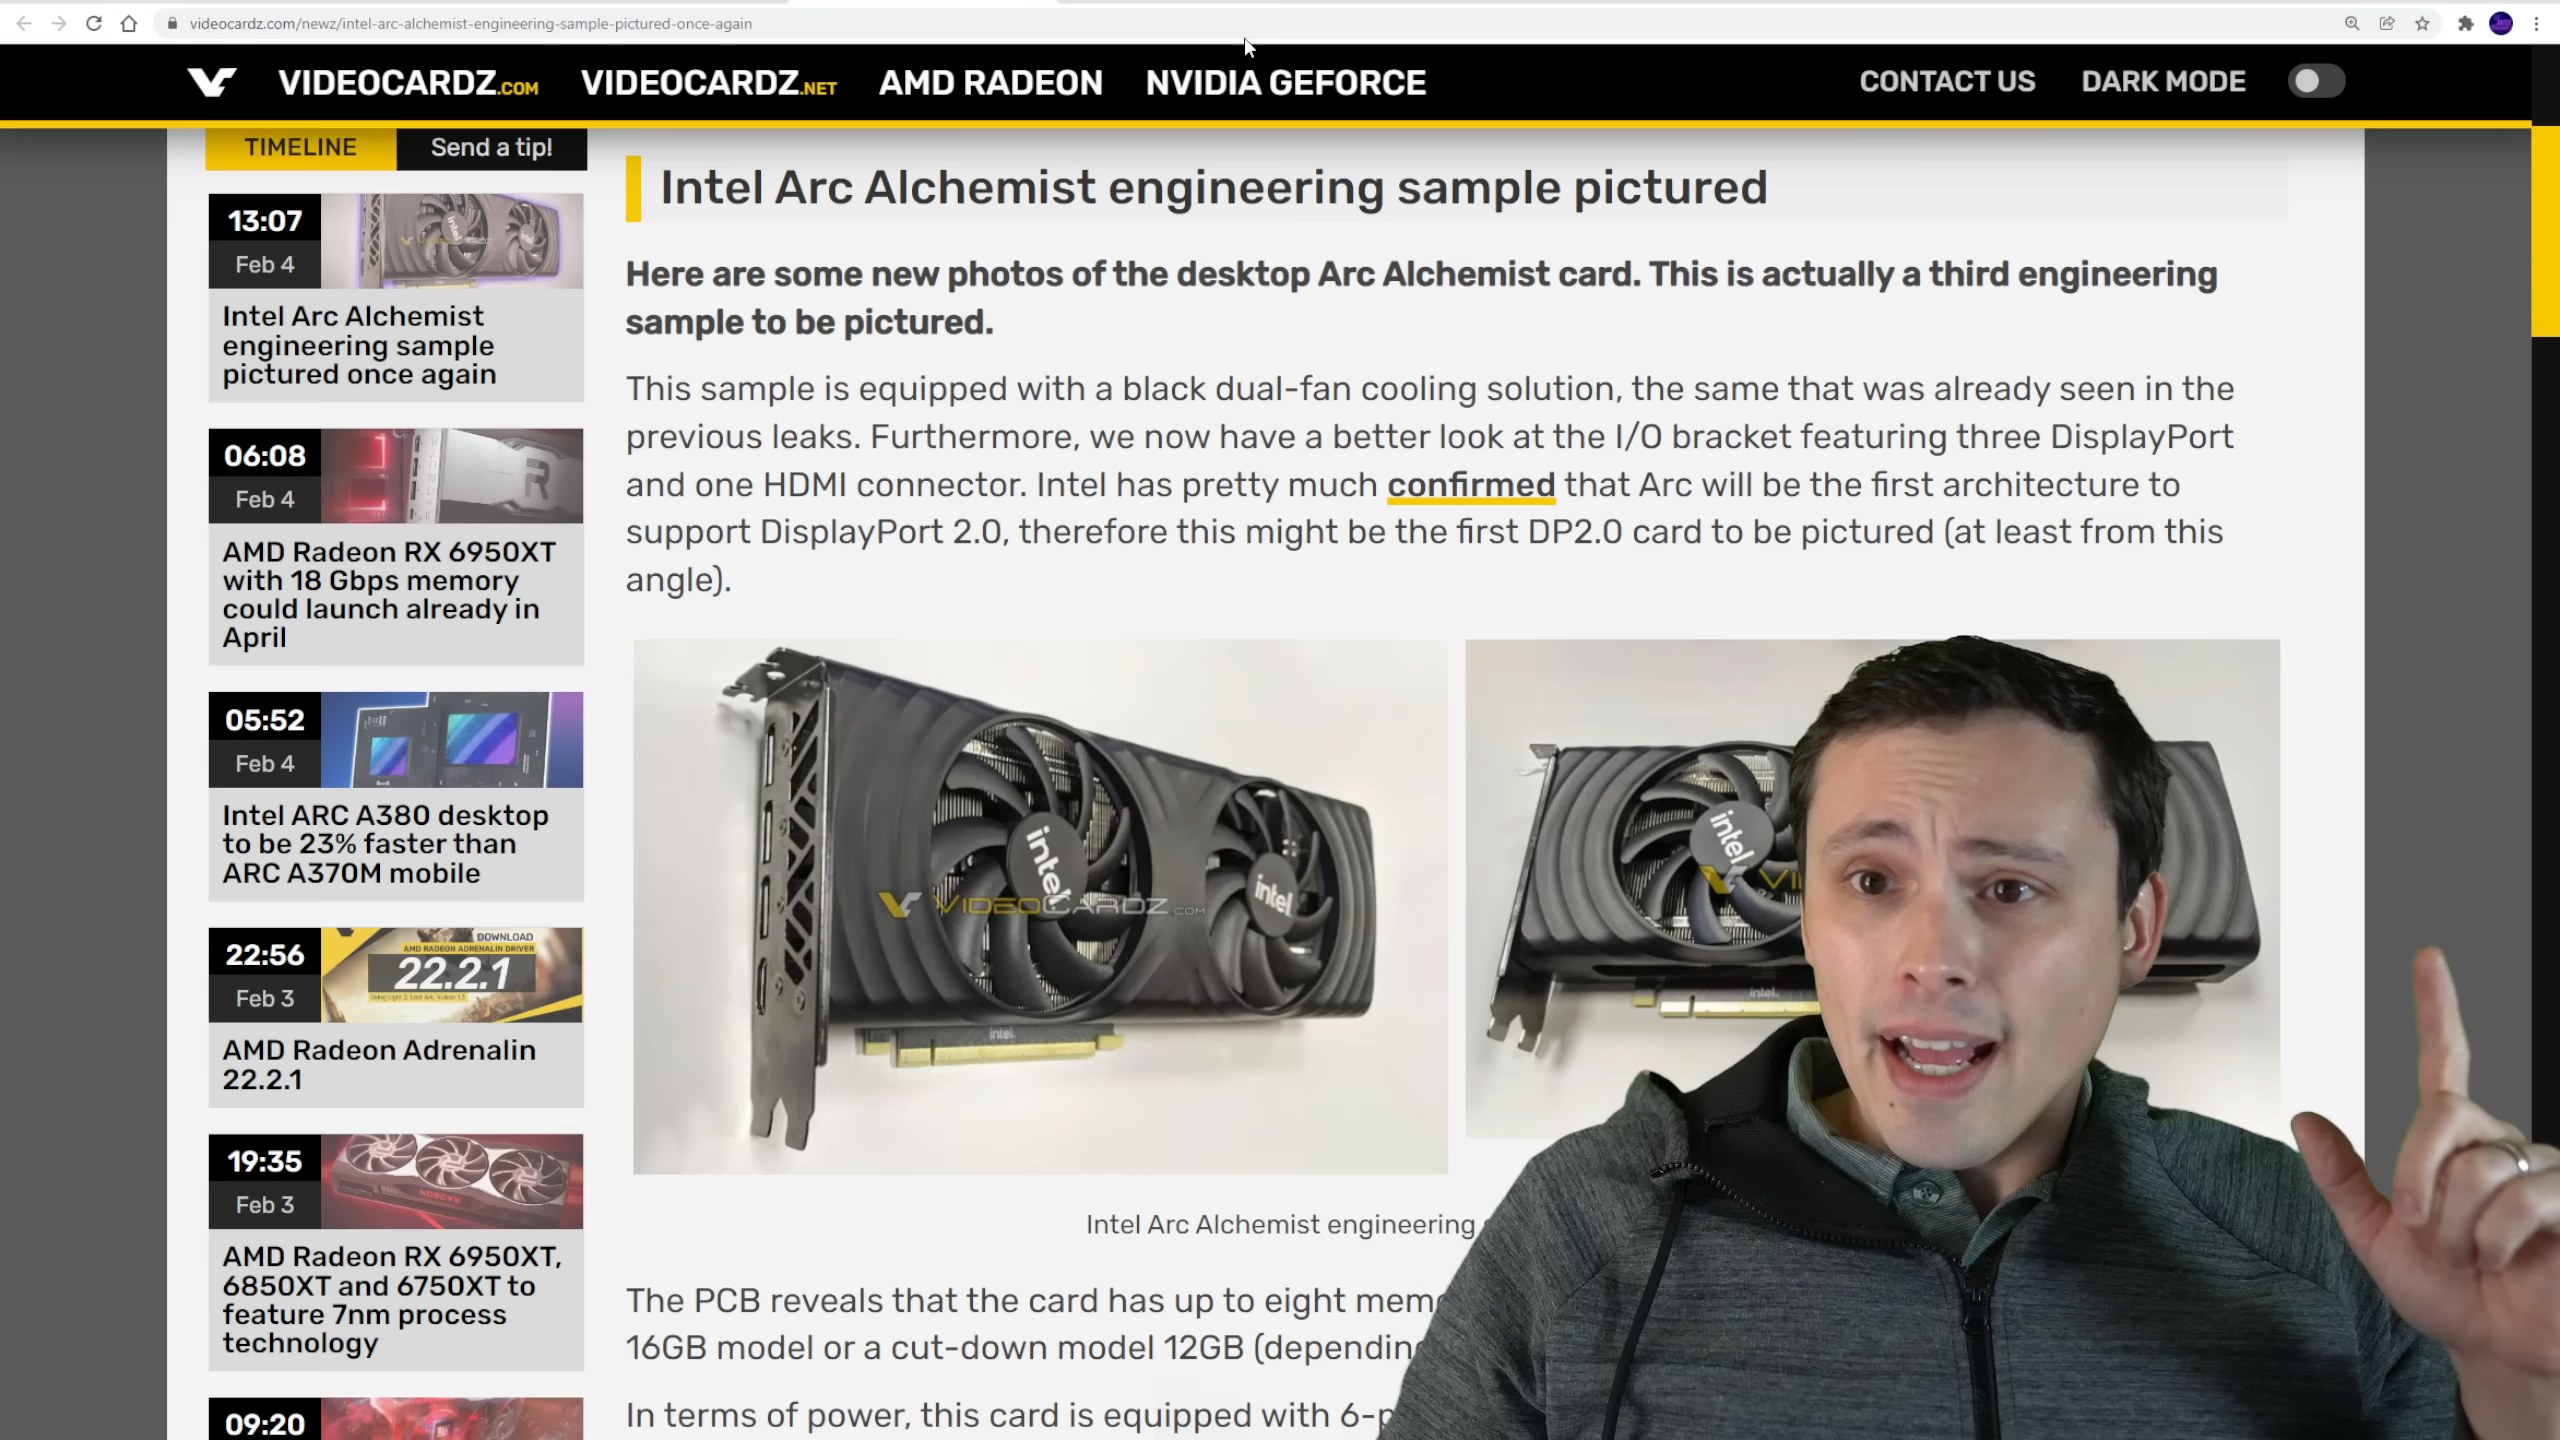 videocardz.com/newz/intel-arc-alchemist-engineering-sample-pictured-once-again
VIDEOCARDZ.COM
VIDEOCARDZ.NET
AMD RADEON
NVIDIA GEFORCE
CONTACT US
DARK MODE
TIMELINE
Send a tip!
13:07
Feb 4
Intel Arc Alchemist
engineering sample
pictured once again
06:08
Feb 4
AMD Radeon RX 6950XT
with 18 Gbps memory
could launch already in
April
05:52
Feb 4
Intel ARC A380 desktop
to be 23% faster than
ARC A370M mobile
22:56
Feb 3
DOWNLOAD
AMD RADEON ADRENALIN DRIVER
22.2.1
AMD Radeon Adrenalin
22.2.1
19:35
Feb 3
RADEON
AMD Radeon RX 6950XT,
6850XT and 6750XT to
feature 7nm process
technology
09:20
Intel Arc Alchemist engineering sample pictured
Here are some new photos of the desktop Arc Alchemist card. This is actually a third engineering
sample to be pictured.
This sample is equipped with a black dual-fan cooling solution, the same that was already seen in the
previous leaks. Furthermore, we now have a better look at the I/O bracket featuring three DisplayPort
and one HDMI connector. Intel has pretty much confirmed that Arc will be the first architecture to
support DisplayPort 2.0, therefore this might be the first DP2.0 card to be pictured (at least from this
angle).
intel
intel
VIDEOCARDZ.COM
intel
intel
intel
Intel Arc Alchemist engineering
The PCB reveals that the card has up to eight
16GB model or a cut-down model 12GB
In terms of power, this card is equipped with